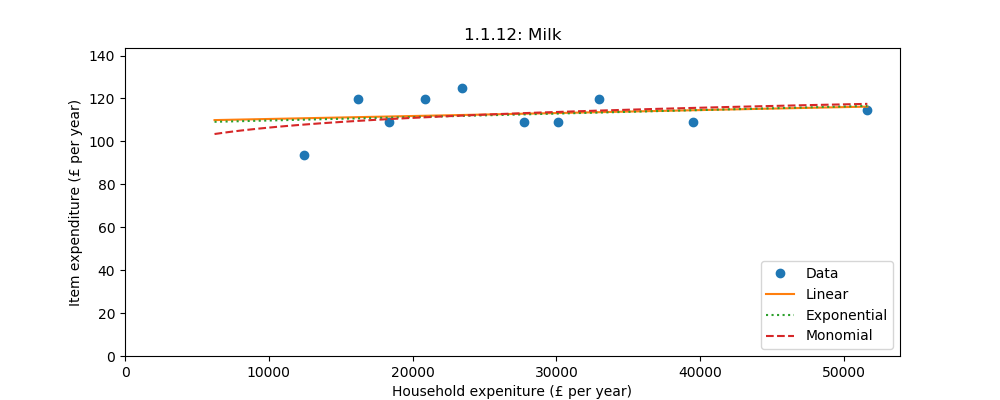 1.1.12: Milk
Item expenditure (£ per year)
140
120
100
80
60
40
20
0
0 10000 20000 30000 40000 50000
Household expeniture (£ per year)
Data
Linear
Exponential
Monomial